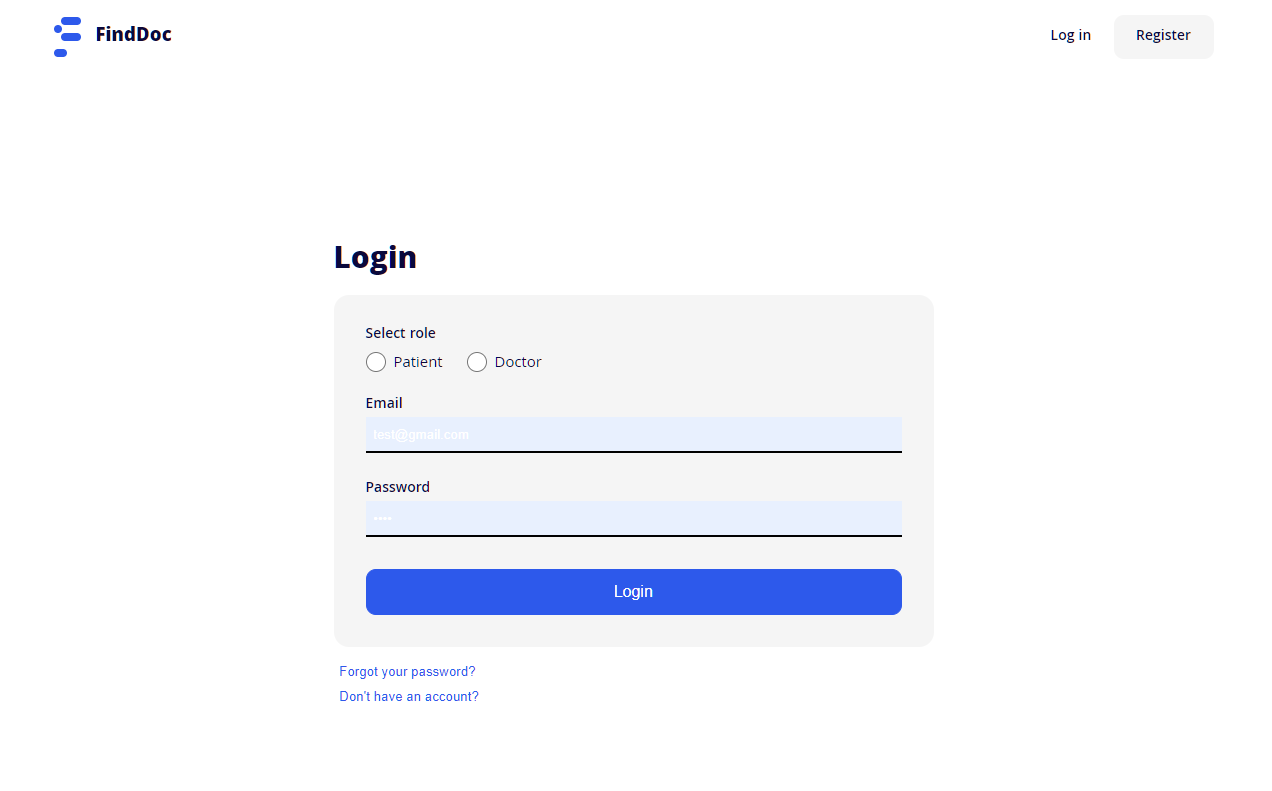 FindDoc
Log in
Register
Login
Select role
Patient
Doctor
Email
test@gmail.com
Password
••••
Login
Forgot your password?
Don't have an account?